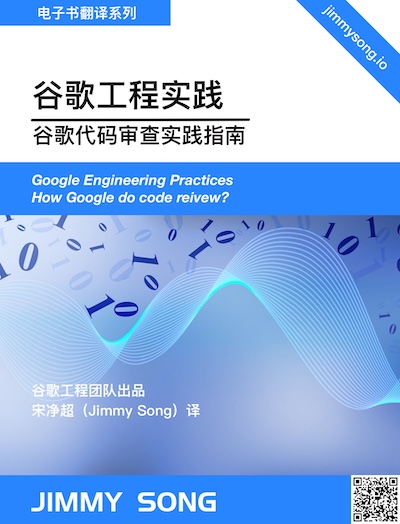 电子书翻译系列
jimmysong.io
谷歌工程实践
谷歌代码审查实践指南
Google Engineering Practices
How Google do code reivew?
谷歌工程团队出品
宋净超（Jimmy Song）译
JIMMY SONG